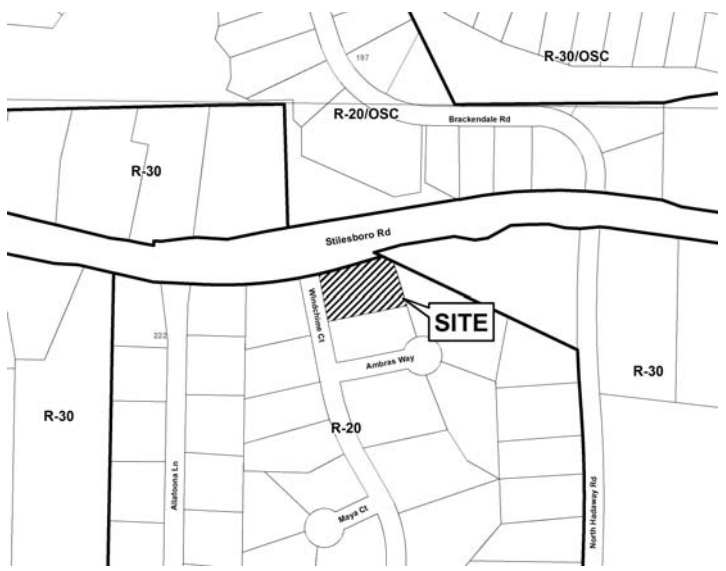 197
R-30/OSC
R-20/OSC
Brackendale Rd
R-30
Stilesboro Rd
Windchime Ct
SITE
222
Ambras Way
R-30
R-30
R-20
Allatoona Ln
North Hadaway Rd
Maya Ct